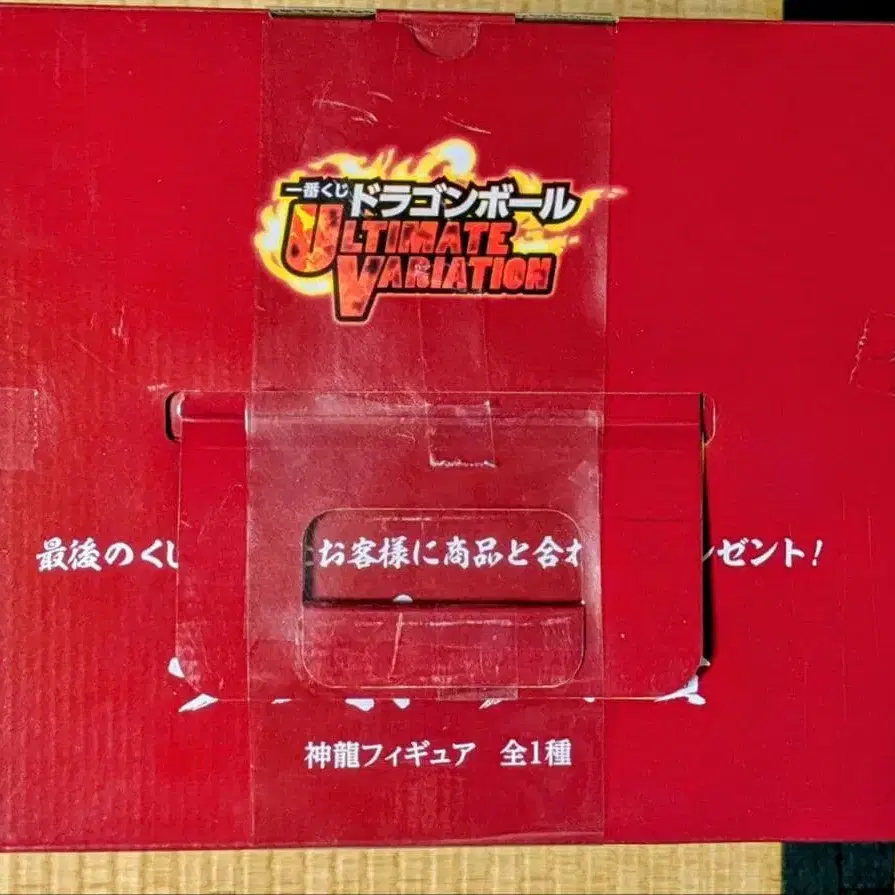 一番くじ ドラゴンボール
ULTIMATE
VARIATION
最後のくじ お客様に商品と合わ ゼント!
神龍フィギュア 全1種